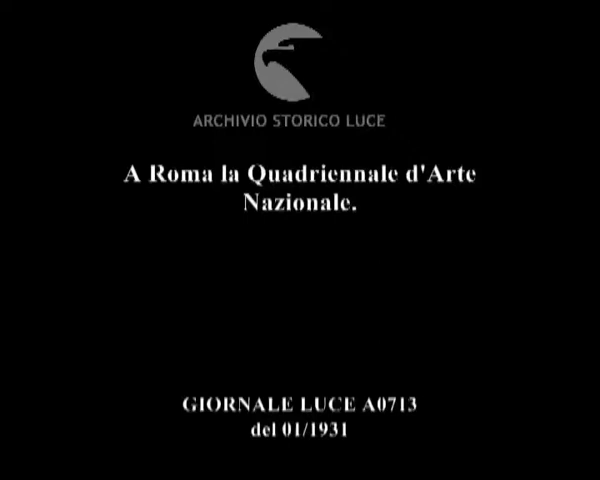 ARCHIVIO STORICO LUCE
A Roma la Quadriennale d'Arte
Nazionale.
GIORNALE LUCE A0713
del 01/1931